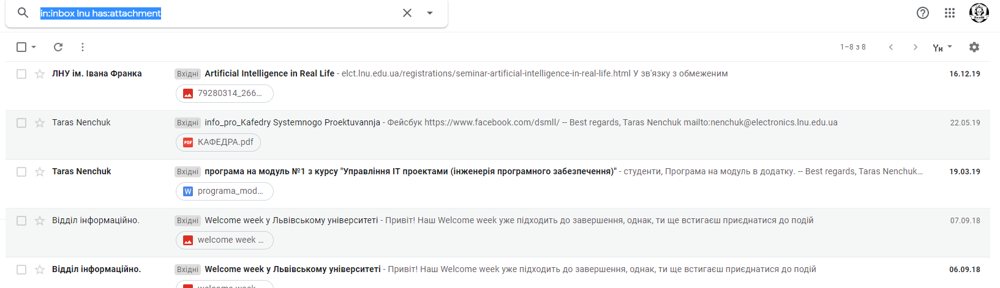 in:inbox lnu has:attachment
1–8 з 8
Ук
ЛНУ ім. Івана Франка Вхідні Artificial Intelligence in Real Life - elct.lnu.edu.ua/registrations/seminar-artificial-intelligence-in-real-life.html У зв'язку з обмеженим 16.12.19
79280314_266...
Taras Nenchuk Вхідні info_pro_Kafedry Systemnogo Proektuvannja - Фейсбук https://www.facebook.com/dsmll/ -- Best regards, Taras Nenchuk mailto:nenchuk@electronics.lnu.edu.ua 22.05.19
PDF КАФЕДРА.pdf
Taras Nenchuk Вхідні програма на модуль №1 з курсу "Управління ІТ проектами (інженерія програмного забезпечення)" - студенти, Програма на модуль в додатку. -- Best regards, Taras Nenchuk... 19.03.19
W programa_mod...
Відділ інформаційно. Вхідні Welcome week у Львівському університеті - Привіт! Наш Welcome week уже підходить до завершення, однак, ти ще встигаєш приєднатися до подій 07.09.18
welcome week ...
Відділ інформаційно. Вхідні Welcome week у Львівському університеті - Привіт! Наш Welcome week уже підходить до завершення, однак, ти ще встигаєш приєднатися до подій 06.09.18
welcome week